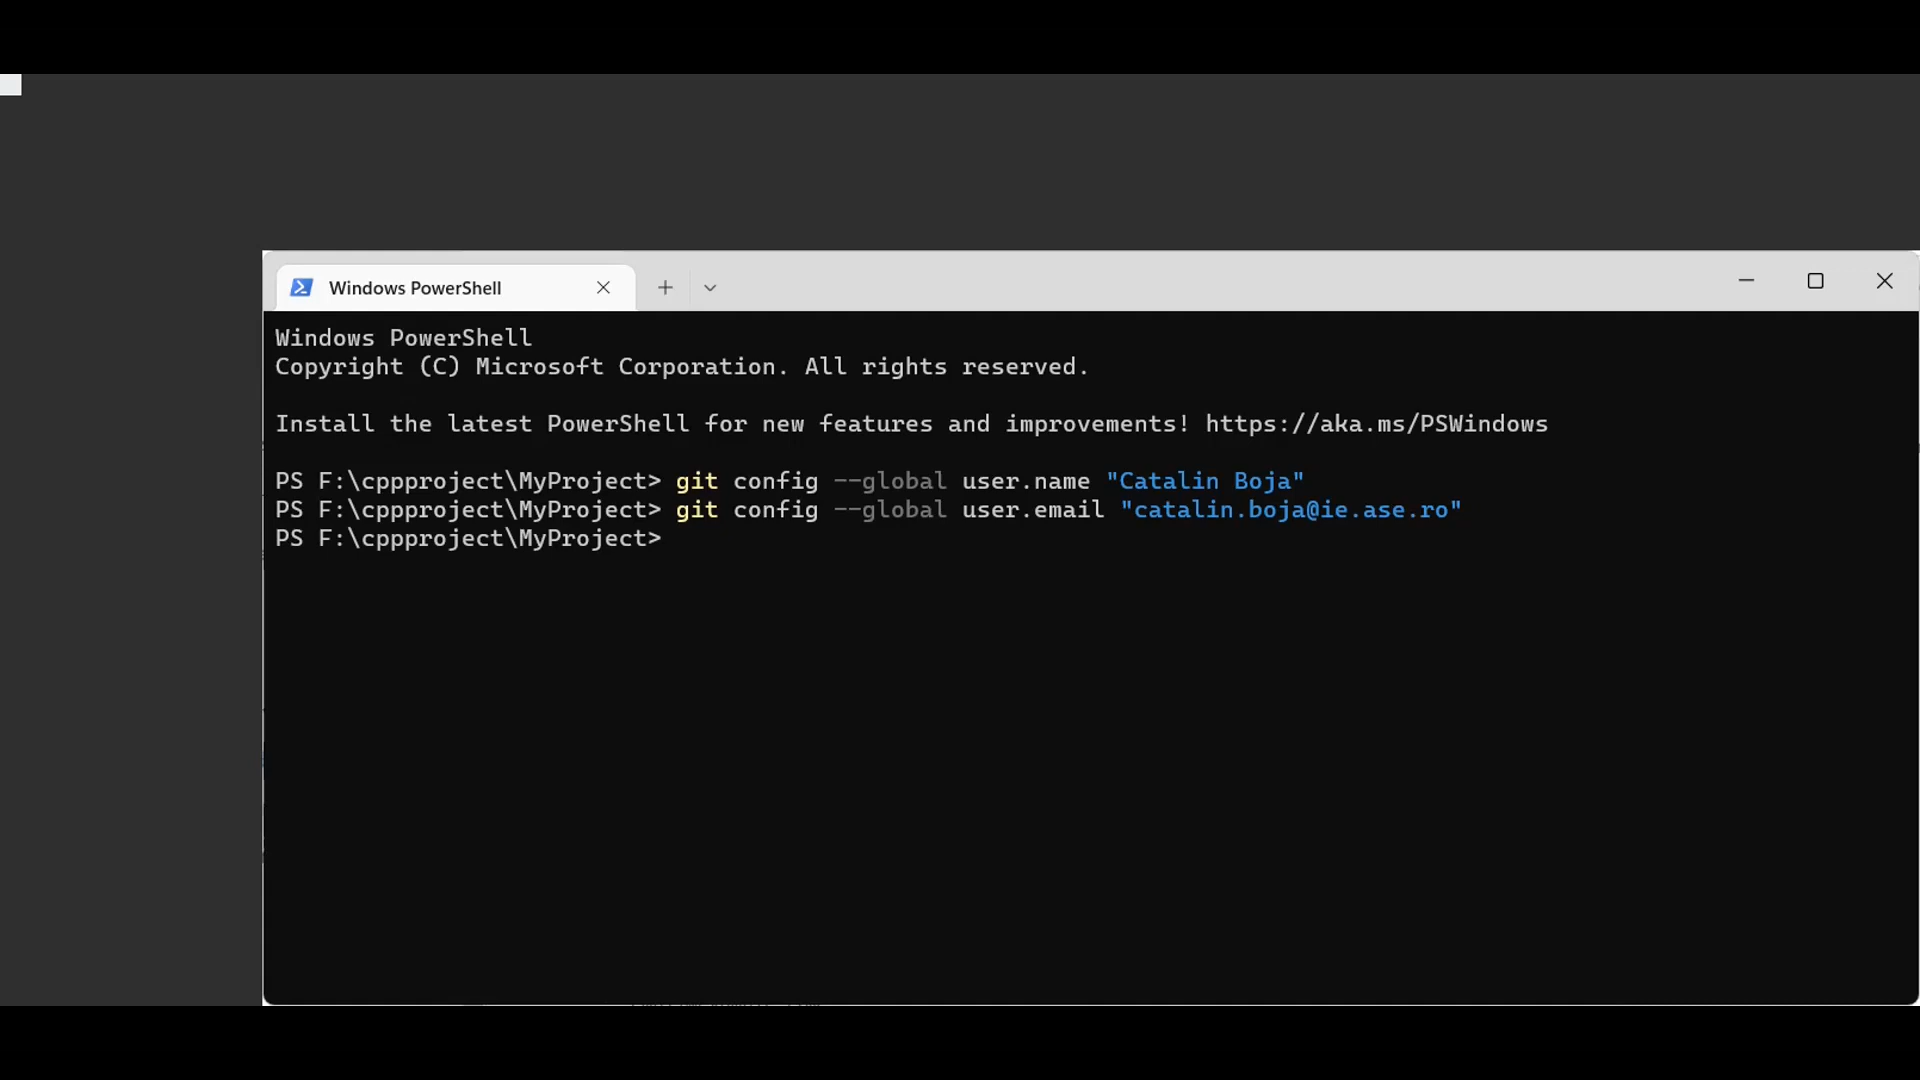 Windows PowerShell
Windows PowerShell
Copyright (C) Microsoft Corporation. All rights reserved.
Install the latest PowerShell for new features and improvements! https://aka.ms/PSWindows
PS F:\cppproject\MyProject> git config --global user.name "Catalin Boja"
PS F:\cppproject\MyProject> git config --global user.email "catalin.boja@ie.ase.ro"
PS F:\cppproject\MyProject>